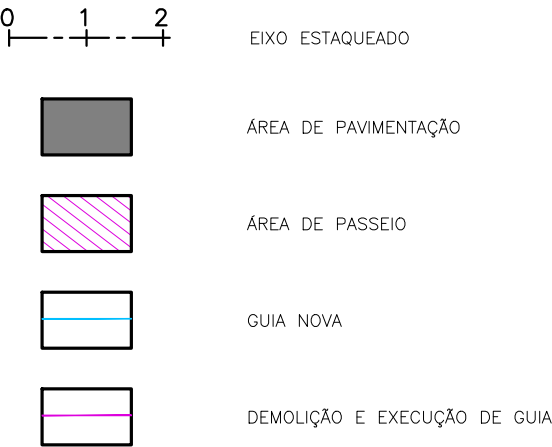 0 1 2
EIXO ESTAQUEADO
ÁREA DE PAVIMENTAÇÃO
ÁREA DE PASSEIO
GUIA NOVA
DEMOLIÇÃO E EXECUÇÃO DE GUIA